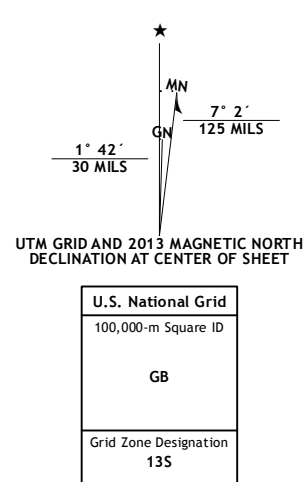 ★
MN
7° 2´
125 MILS
GN
1° 42´
30 MILS
UTM GRID AND 2013 MAGNETIC NORTH
DECLINATION AT CENTER OF SHEET
U.S. National Grid
100,000-m Square ID
GB
Grid Zone Designation
13S